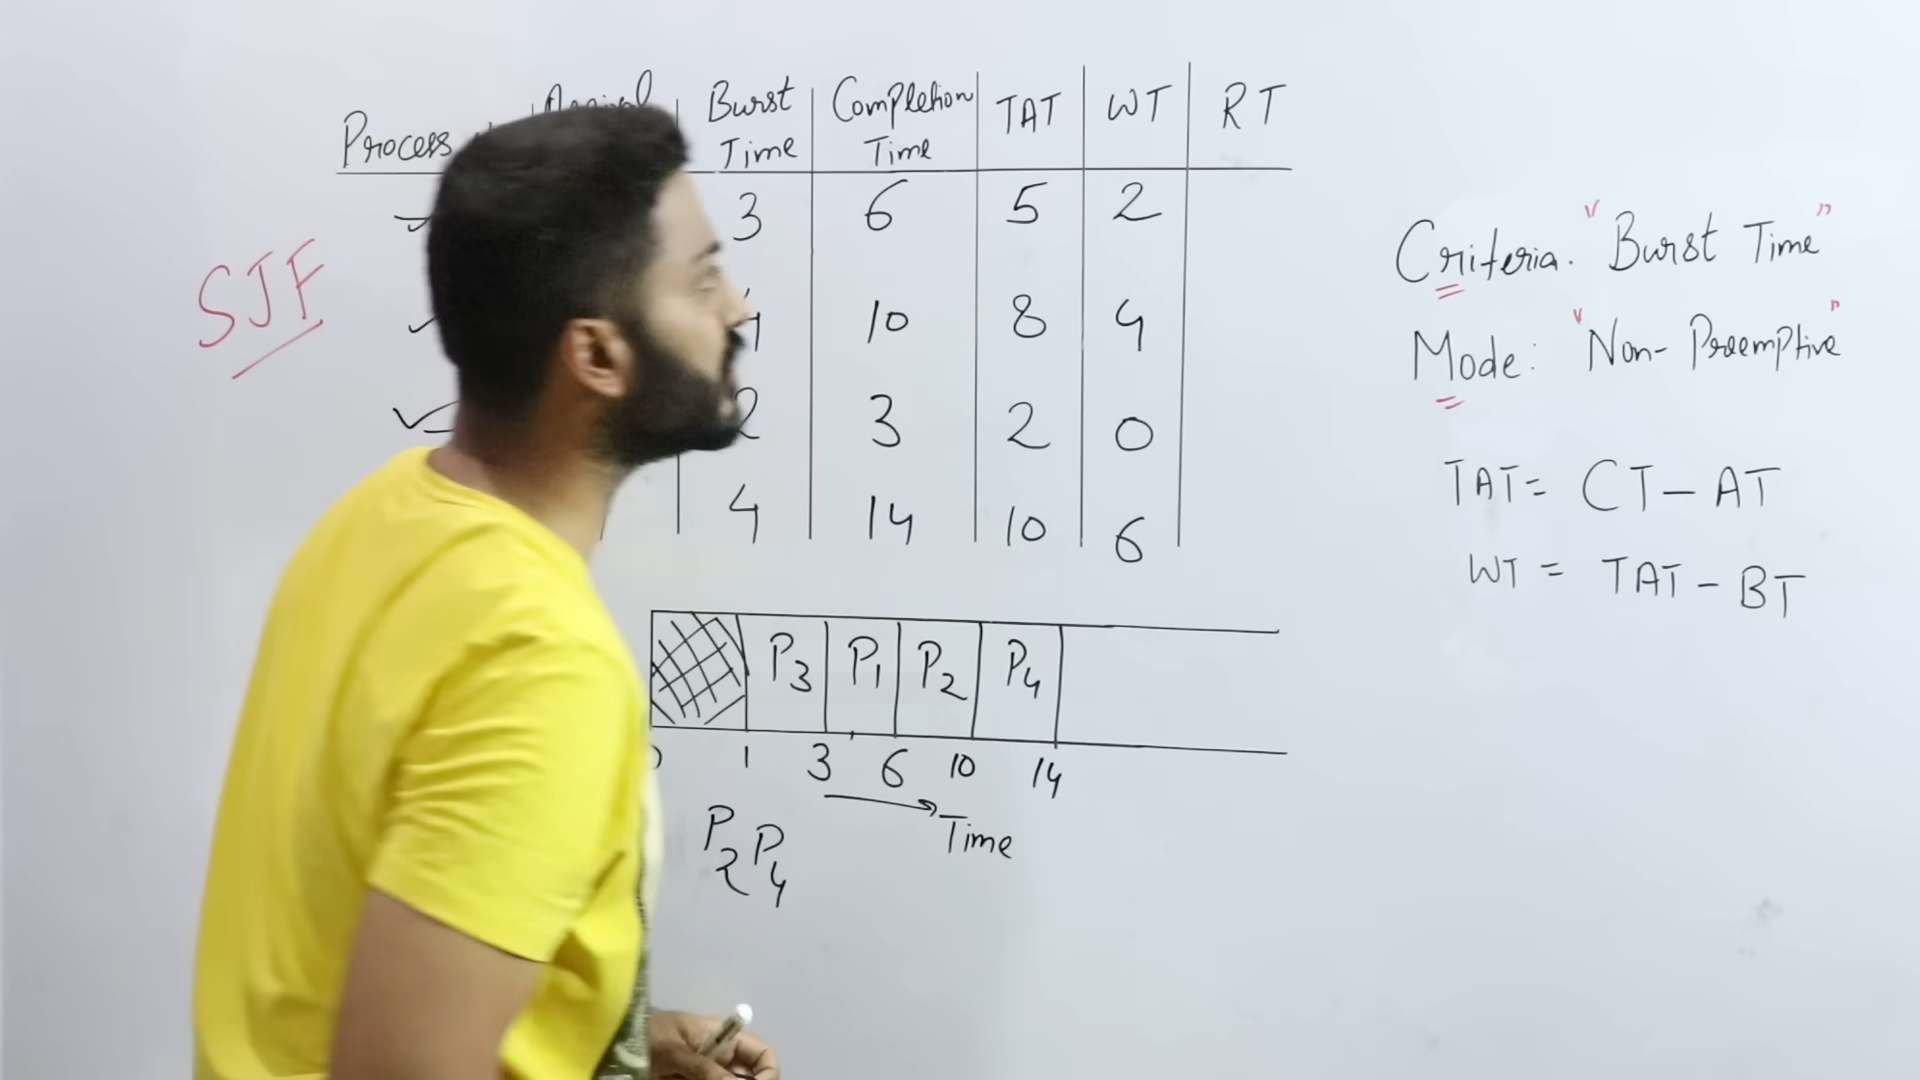 Process Burst Time Completion Time TAT WT RT
3 6 5 2
10 8 4
2 3 2 0
4 14 10 6
SJF
P3 P1 P2 P4
1 3 6 10 14
Time
P2 P4
Criteria. "Burst Time"
Mode: "Non-Preemptive"
TAT= CT-AT
WT = TAT-BT